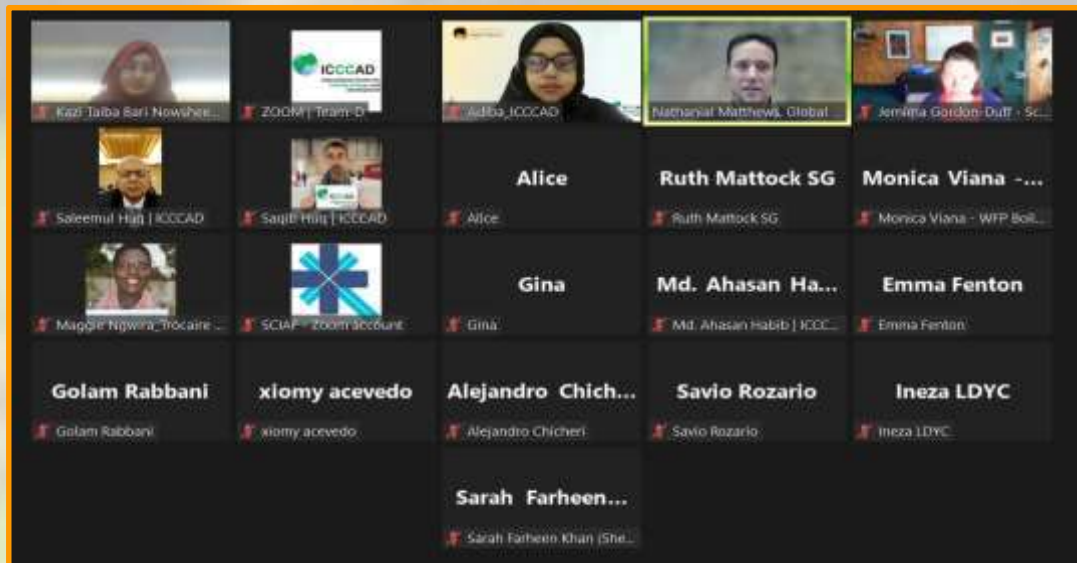 ICCCAD
Kazi Taiba Bari Nowshee...
ZOOM | Team-D
Adiba_ICCCAD
Nathanial Matthews, Global ...
Jemima Gordon-Duff - Sc...
Alice
Ruth Mattock SG
Monica Viana -...
Saleemul Huq | ICCCAD
Saqib Huq | ICCCAD
Alice
Ruth Mattock SG
Monica Viana - WFP Boli...
Gina
Md. Ahasan Ha...
Emma Fenton
Maggie Ngwira_Trocaire ...
SCIAF - Zoom account
Gina
Md. Ahasan Habib | ICCC...
Emma Fenton
Golam Rabbani
xiomy acevedo
Alejandro Chich...
Savio Rozario
Ineza LDYC
Golam Rabbani
xiomy acevedo
Alejandro Chicheri
Savio Rozario
Ineza LDYC
Sarah Farheen...
Sarah Farheen Khan (She...